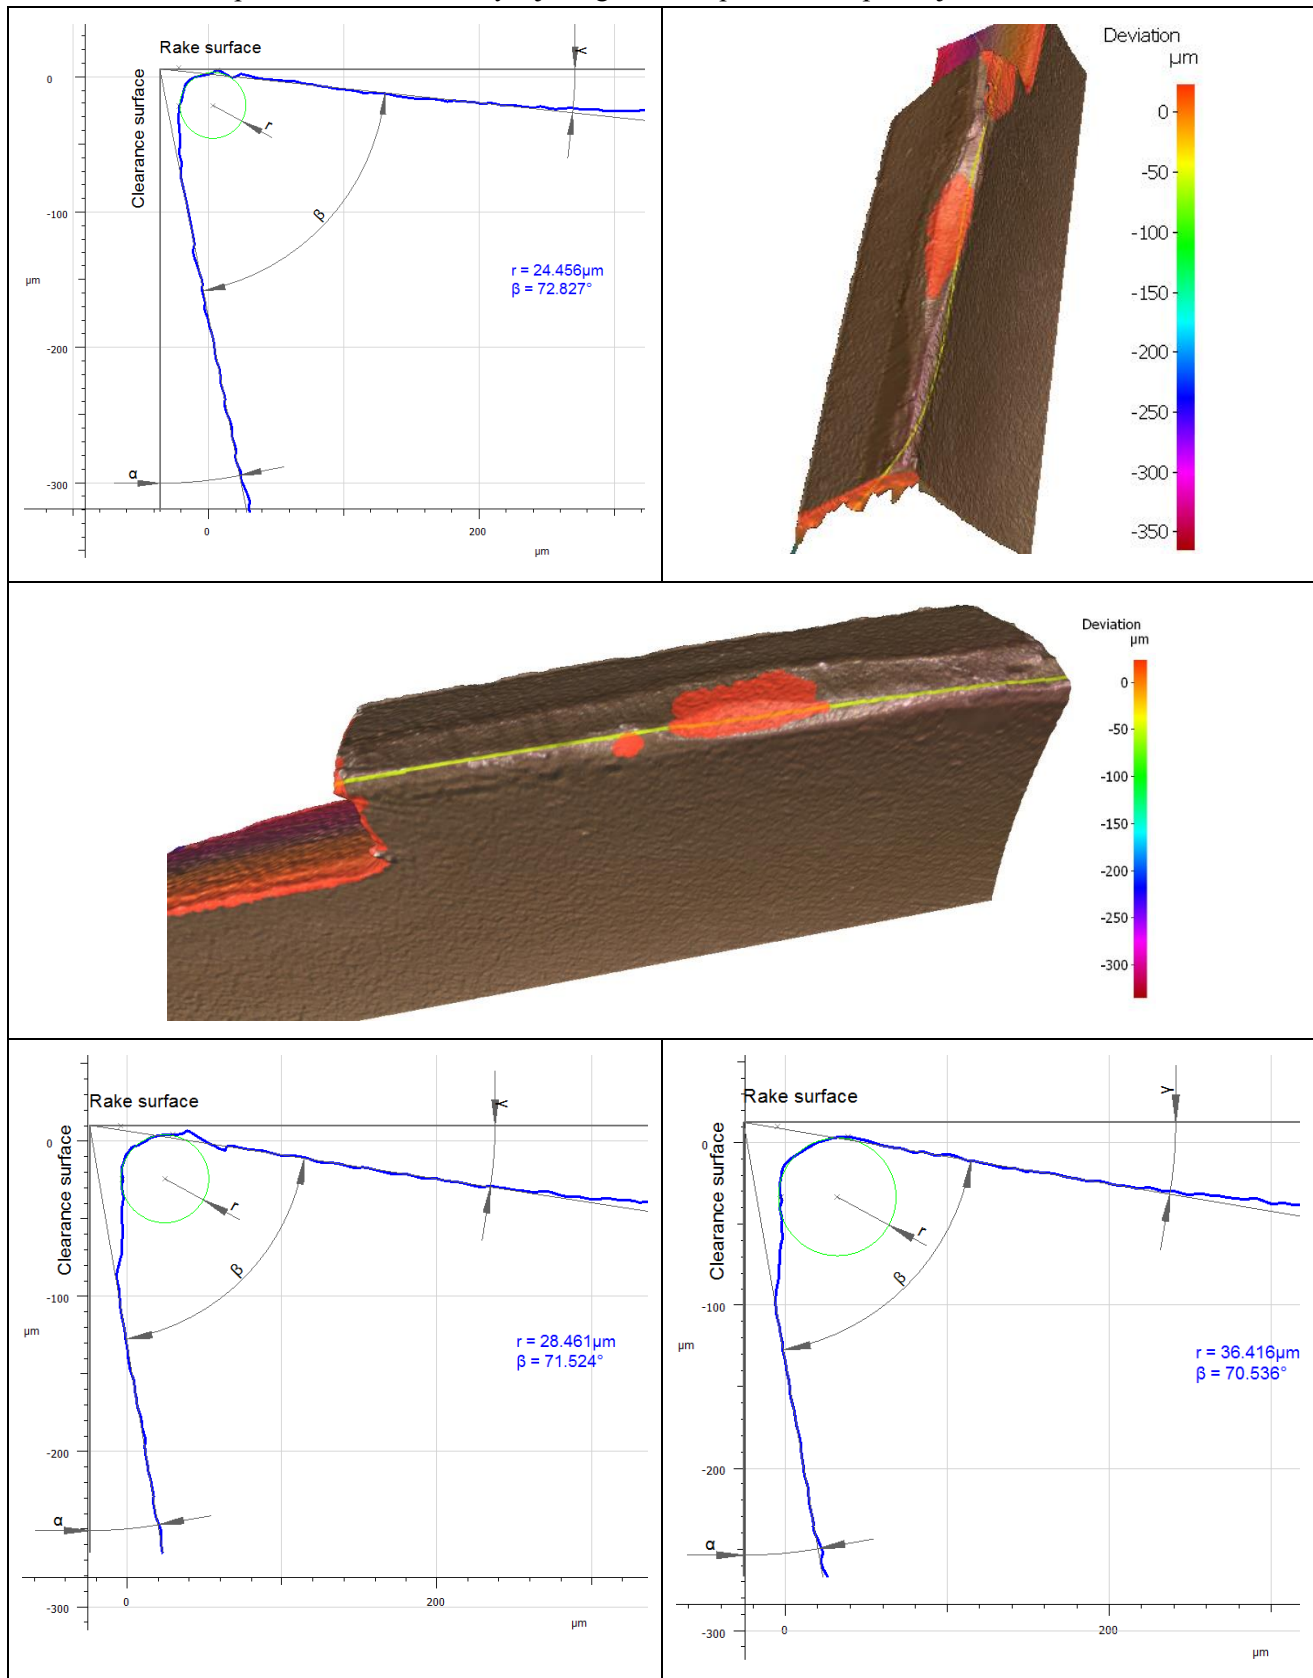 Rake surface
Clearance surface
γ
0
r
β
-100
r = 24.456µm
β = 72.827°
µm
-200
α
-300
0
200
µm
Deviation
µm
0
-50
-100
-150
-200
-250
-300
-350
Deviation
µm
0
-50
-100
-150
-200
-250
-300
Rake surface
Clearance surface
γ
0
r
β
-100
µm
r = 28.461µm
β = 71.524°
-200
α
-300
0
200
µm
Rake surface
Clearance surface
γ
0
r
β
-100
µm
r = 36.416µm
β = 70.536°
-200
α
-300
0
200
µm